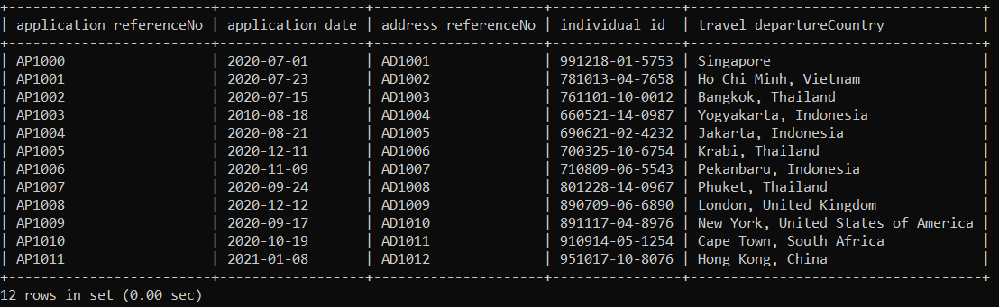 +-------------------------+------------------+---------------------+----------------+------------------------------------+
| application_referenceNo | application_date | address_referenceNo | individual_id  | travel_departureCountry            |
+-------------------------+------------------+---------------------+----------------+------------------------------------+
| AP1000                  | 2020-07-01       | AD1001              | 991218-01-5753 | Singapore                          |
| AP1001                  | 2020-07-23       | AD1002              | 781013-04-7658 | Ho Chi Minh, Vietnam               |
| AP1002                  | 2020-07-15       | AD1003              | 761101-10-0012 | Bangkok, Thailand                  |
| AP1003                  | 2010-08-18       | AD1004              | 660521-14-0987 | Yogyakarta, Indonesia              |
| AP1004                  | 2020-08-21       | AD1005              | 690621-02-4232 | Jakarta, Indonesia                 |
| AP1005                  | 2020-12-11       | AD1006              | 700325-10-6754 | Krabi, Thailand                    |
| AP1006                  | 2020-11-09       | AD1007              | 710809-06-5543 | Pekanbaru, Indonesia               |
| AP1007                  | 2020-09-24       | AD1008              | 801228-14-0967 | Phuket, Thailand                   |
| AP1008                  | 2020-12-12       | AD1009              | 890709-06-6890 | London, United Kingdom             |
| AP1009                  | 2020-09-17       | AD1010              | 891117-04-8976 | New York, United States of America |
| AP1010                  | 2020-10-19       | AD1011              | 910914-05-1254 | Cape Town, South Africa            |
| AP1011                  | 2021-01-08       | AD1012              | 951017-10-8076 | Hong Kong, China                   |
+-------------------------+------------------+---------------------+----------------+------------------------------------+
12 rows in set (0.00 sec)